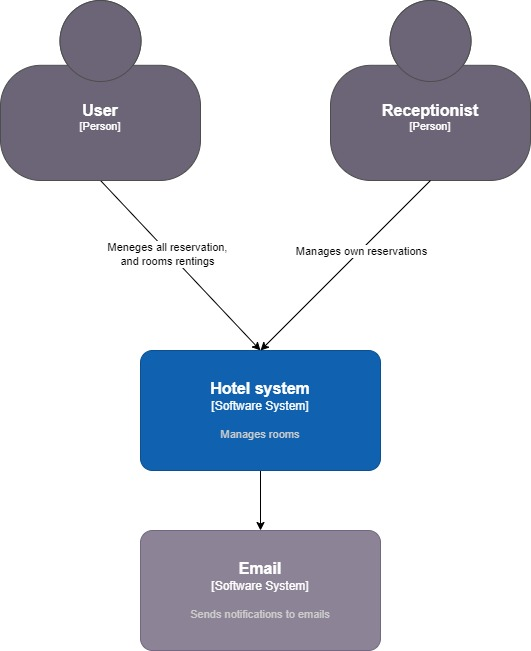 User
[Person]
Receptionist
[Person]
Meneges all reservation,
and rooms rentings
Manages own reservations
Hotel system
[Software System]
Manages rooms
Email
[Software System]
Sends notifications to emails